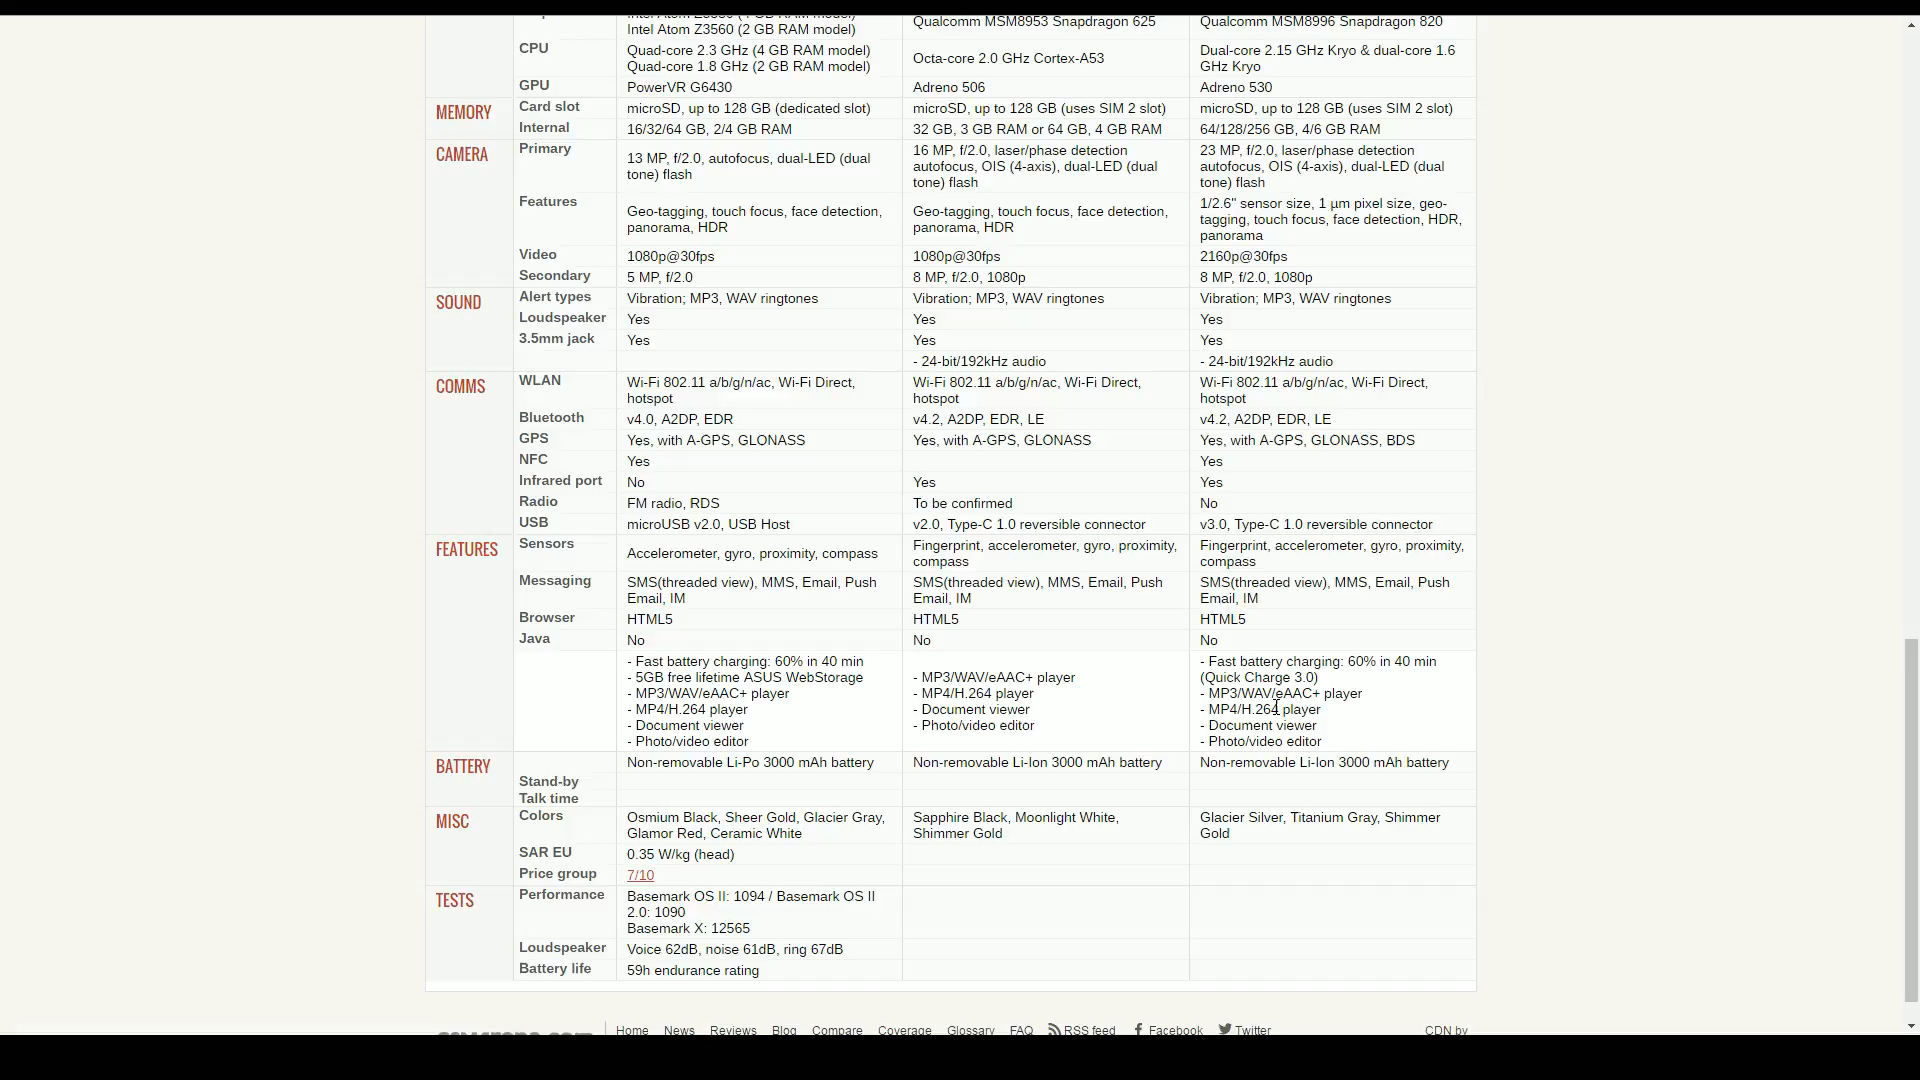 Intel Atom Z3560 (2 GB RAM model)
Qualcomm MSM8953 Snapdragon 625
Qualcomm MSM8996 Snapdragon 820
CPU
Quad-core 2.3 GHz (4 GB RAM model)
Quad-core 1.8 GHz (2 GB RAM model)
Octa-core 2.0 GHz Cortex-A53
Dual-core 2.15 GHz Kryo & dual-core 1.6
GHz Kryo
GPU
PowerVR G6430
Adreno 506
Adreno 530
MEMORY
Card slot
microSD, up to 128 GB (dedicated slot)
microSD, up to 128 GB (uses SIM 2 slot)
microSD, up to 128 GB (uses SIM 2 slot)
Internal
16/32/64 GB, 2/4 GB RAM
32 GB, 3 GB RAM or 64 GB, 4 GB RAM
64/128/256 GB, 4/6 GB RAM
CAMERA
Primary
13 MP, f/2.0, autofocus, dual-LED (dual
tone) flash
16 MP, f/2.0, laser/phase detection
autofocus, OIS (4-axis), dual-LED (dual
tone) flash
23 MP, f/2.0, laser/phase detection
autofocus, OIS (4-axis), dual-LED (dual
tone) flash
Features
Geo-tagging, touch focus, face detection,
panorama, HDR
Geo-tagging, touch focus, face detection,
panorama, HDR
1/2.6" sensor size, 1 µm pixel size, geo-
tagging, touch focus, face detection, HDR,
panorama
Video
1080p@30fps
1080p@30fps
2160p@30fps
Secondary
5 MP, f/2.0
8 MP, f/2.0, 1080p
8 MP, f/2.0, 1080p
SOUND
Alert types
Vibration; MP3, WAV ringtones
Vibration; MP3, WAV ringtones
Vibration; MP3, WAV ringtones
Loudspeaker
Yes
Yes
Yes
3.5mm jack
Yes
Yes
Yes
- 24-bit/192kHz audio
- 24-bit/192kHz audio
COMMS
WLAN
Wi-Fi 802.11 a/b/g/n/ac, Wi-Fi Direct,
hotspot
Wi-Fi 802.11 a/b/g/n/ac, Wi-Fi Direct,
hotspot
Wi-Fi 802.11 a/b/g/n/ac, Wi-Fi Direct,
hotspot
Bluetooth
v4.0, A2DP, EDR
v4.2, A2DP, EDR, LE
v4.2, A2DP, EDR, LE
GPS
Yes, with A-GPS, GLONASS
Yes, with A-GPS, GLONASS
Yes, with A-GPS, GLONASS, BDS
NFC
Yes
Yes
Infrared port
No
Yes
Yes
Radio
FM radio, RDS
To be confirmed
No
USB
microUSB v2.0, USB Host
v2.0, Type-C 1.0 reversible connector
v3.0, Type-C 1.0 reversible connector
FEATURES
Sensors
Accelerometer, gyro, proximity, compass
Fingerprint, accelerometer, gyro, proximity,
compass
Fingerprint, accelerometer, gyro, proximity,
compass
Messaging
SMS(threaded view), MMS, Email, Push
Email, IM
SMS(threaded view), MMS, Email, Push
Email, IM
SMS(threaded view), MMS, Email, Push
Email, IM
Browser
HTML5
HTML5
HTML5
Java
No
No
No
- Fast battery charging: 60% in 40 min
- 5GB free lifetime ASUS WebStorage
- MP3/WAV/eAAC+ player
- MP4/H.264 player
- Document viewer
- Photo/video editor
- MP3/WAV/eAAC+ player
- MP4/H.264 player
- Document viewer
- Photo/video editor
- Fast battery charging: 60% in 40 min
(Quick Charge 3.0)
- MP3/WAV/eAAC+ player
- MP4/H.264 player
- Document viewer
- Photo/video editor
BATTERY
Non-removable Li-Po 3000 mAh battery
Non-removable Li-Ion 3000 mAh battery
Non-removable Li-Ion 3000 mAh battery
Stand-by
Talk time
MISC
Colors
Osmium Black, Sheer Gold, Glacier Gray,
Glamor Red, Ceramic White
Sapphire Black, Moonlight White,
Shimmer Gold
Glacier Silver, Titanium Gray, Shimmer
Gold
SAR EU
0.35 W/kg (head)
Price group
7/10
TESTS
Performance
Basemark OS II: 1094 / Basemark OS II
2.0: 1090
Basemark X: 12565
Loudspeaker
Voice 62dB, noise 61dB, ring 67dB
Battery life
59h endurance rating
Home News Reviews Blog Compare Coverage Glossary FAQ RSS feed Facebook Twitter
CDN by